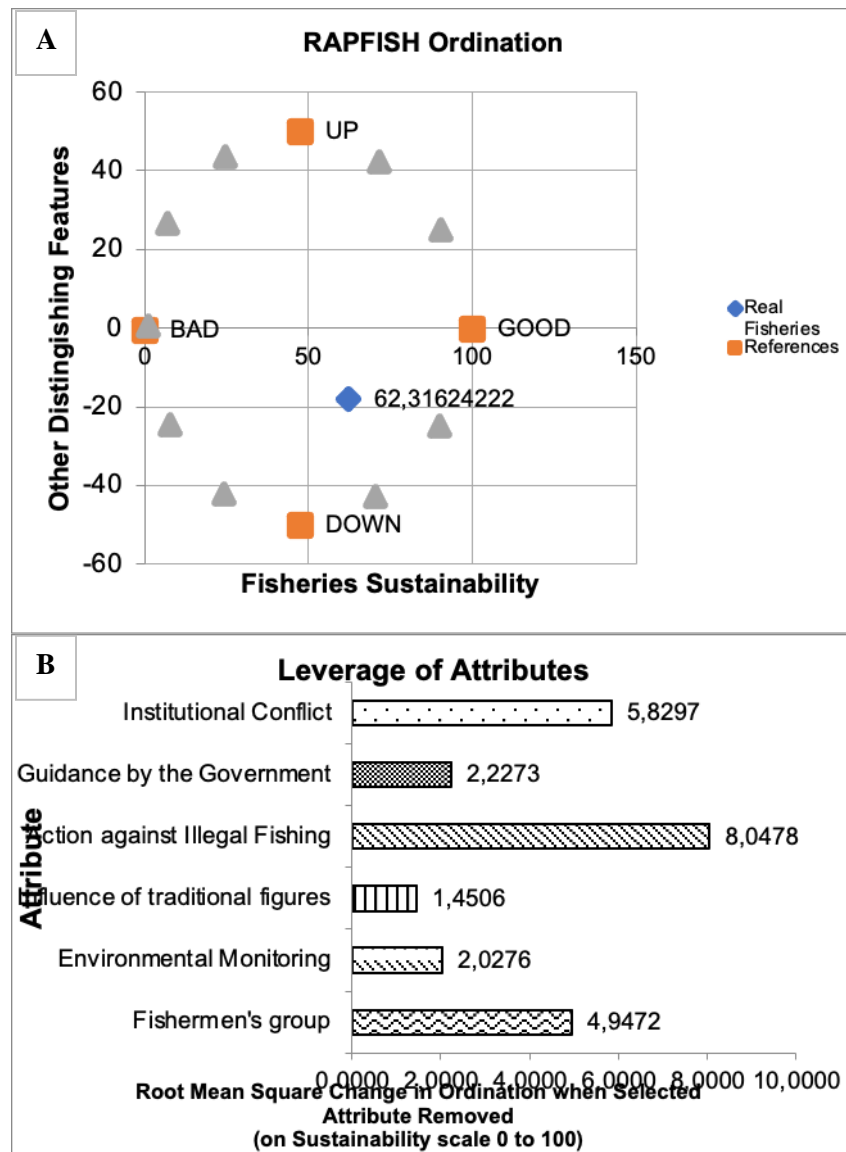 A
RAPFISH Ordination
Other Distingishing Features
60
40
20
0
-20
-40
-60
UP
BAD
GOOD
0
50
100
150
62,31624222
DOWN
Real
Fisheries
References
Fisheries Sustainability
B
Leverage of Attributes
Attribute
Institutional Conflict
5,8297
Guidance by the Government
2,2273
ction against Illegal Fishing
8,0478
nfluence of traditional figures
1,4506
Environmental Monitoring
2,0276
Fishermen's group
4,9472
0,0000 2,0000 4,0000 6,0000 8,0000 10,0000
Root Mean Square Change in Ordination when Selected
Attribute Removed
(on Sustainability scale 0 to 100)